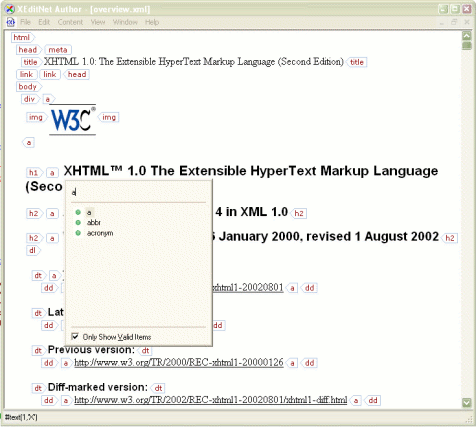 XEditNet Author - [overview.xml]
File Edit Content View Window Help
html
head meta
title XHTML 1.0: The Extensible HyperText Markup Language (Second Edition) title
link link head
body
div a
img W3C® img
a
h1 a XHTML™ 1.0 The Extensible HyperText Markup Language
(Seco
a
h2 a 4 in XML 1.0 h2
a
abbr
h2 a January 2000, revised 1 August 2002 h2
acronym
dl
dt a
dd xhtml1-20020801 a dd
dt Lat
dd dd
Only Show Valid Items
dt Previous version: dt
dd a http://www.w3.org/TR/2000/REC-xhtml1-20000126 a dd
dt Diff-marked version: dt
dd a http://www.w3.org/TR/2002/REC-xhtml1-20020801/xhtml1-diff.html a dd